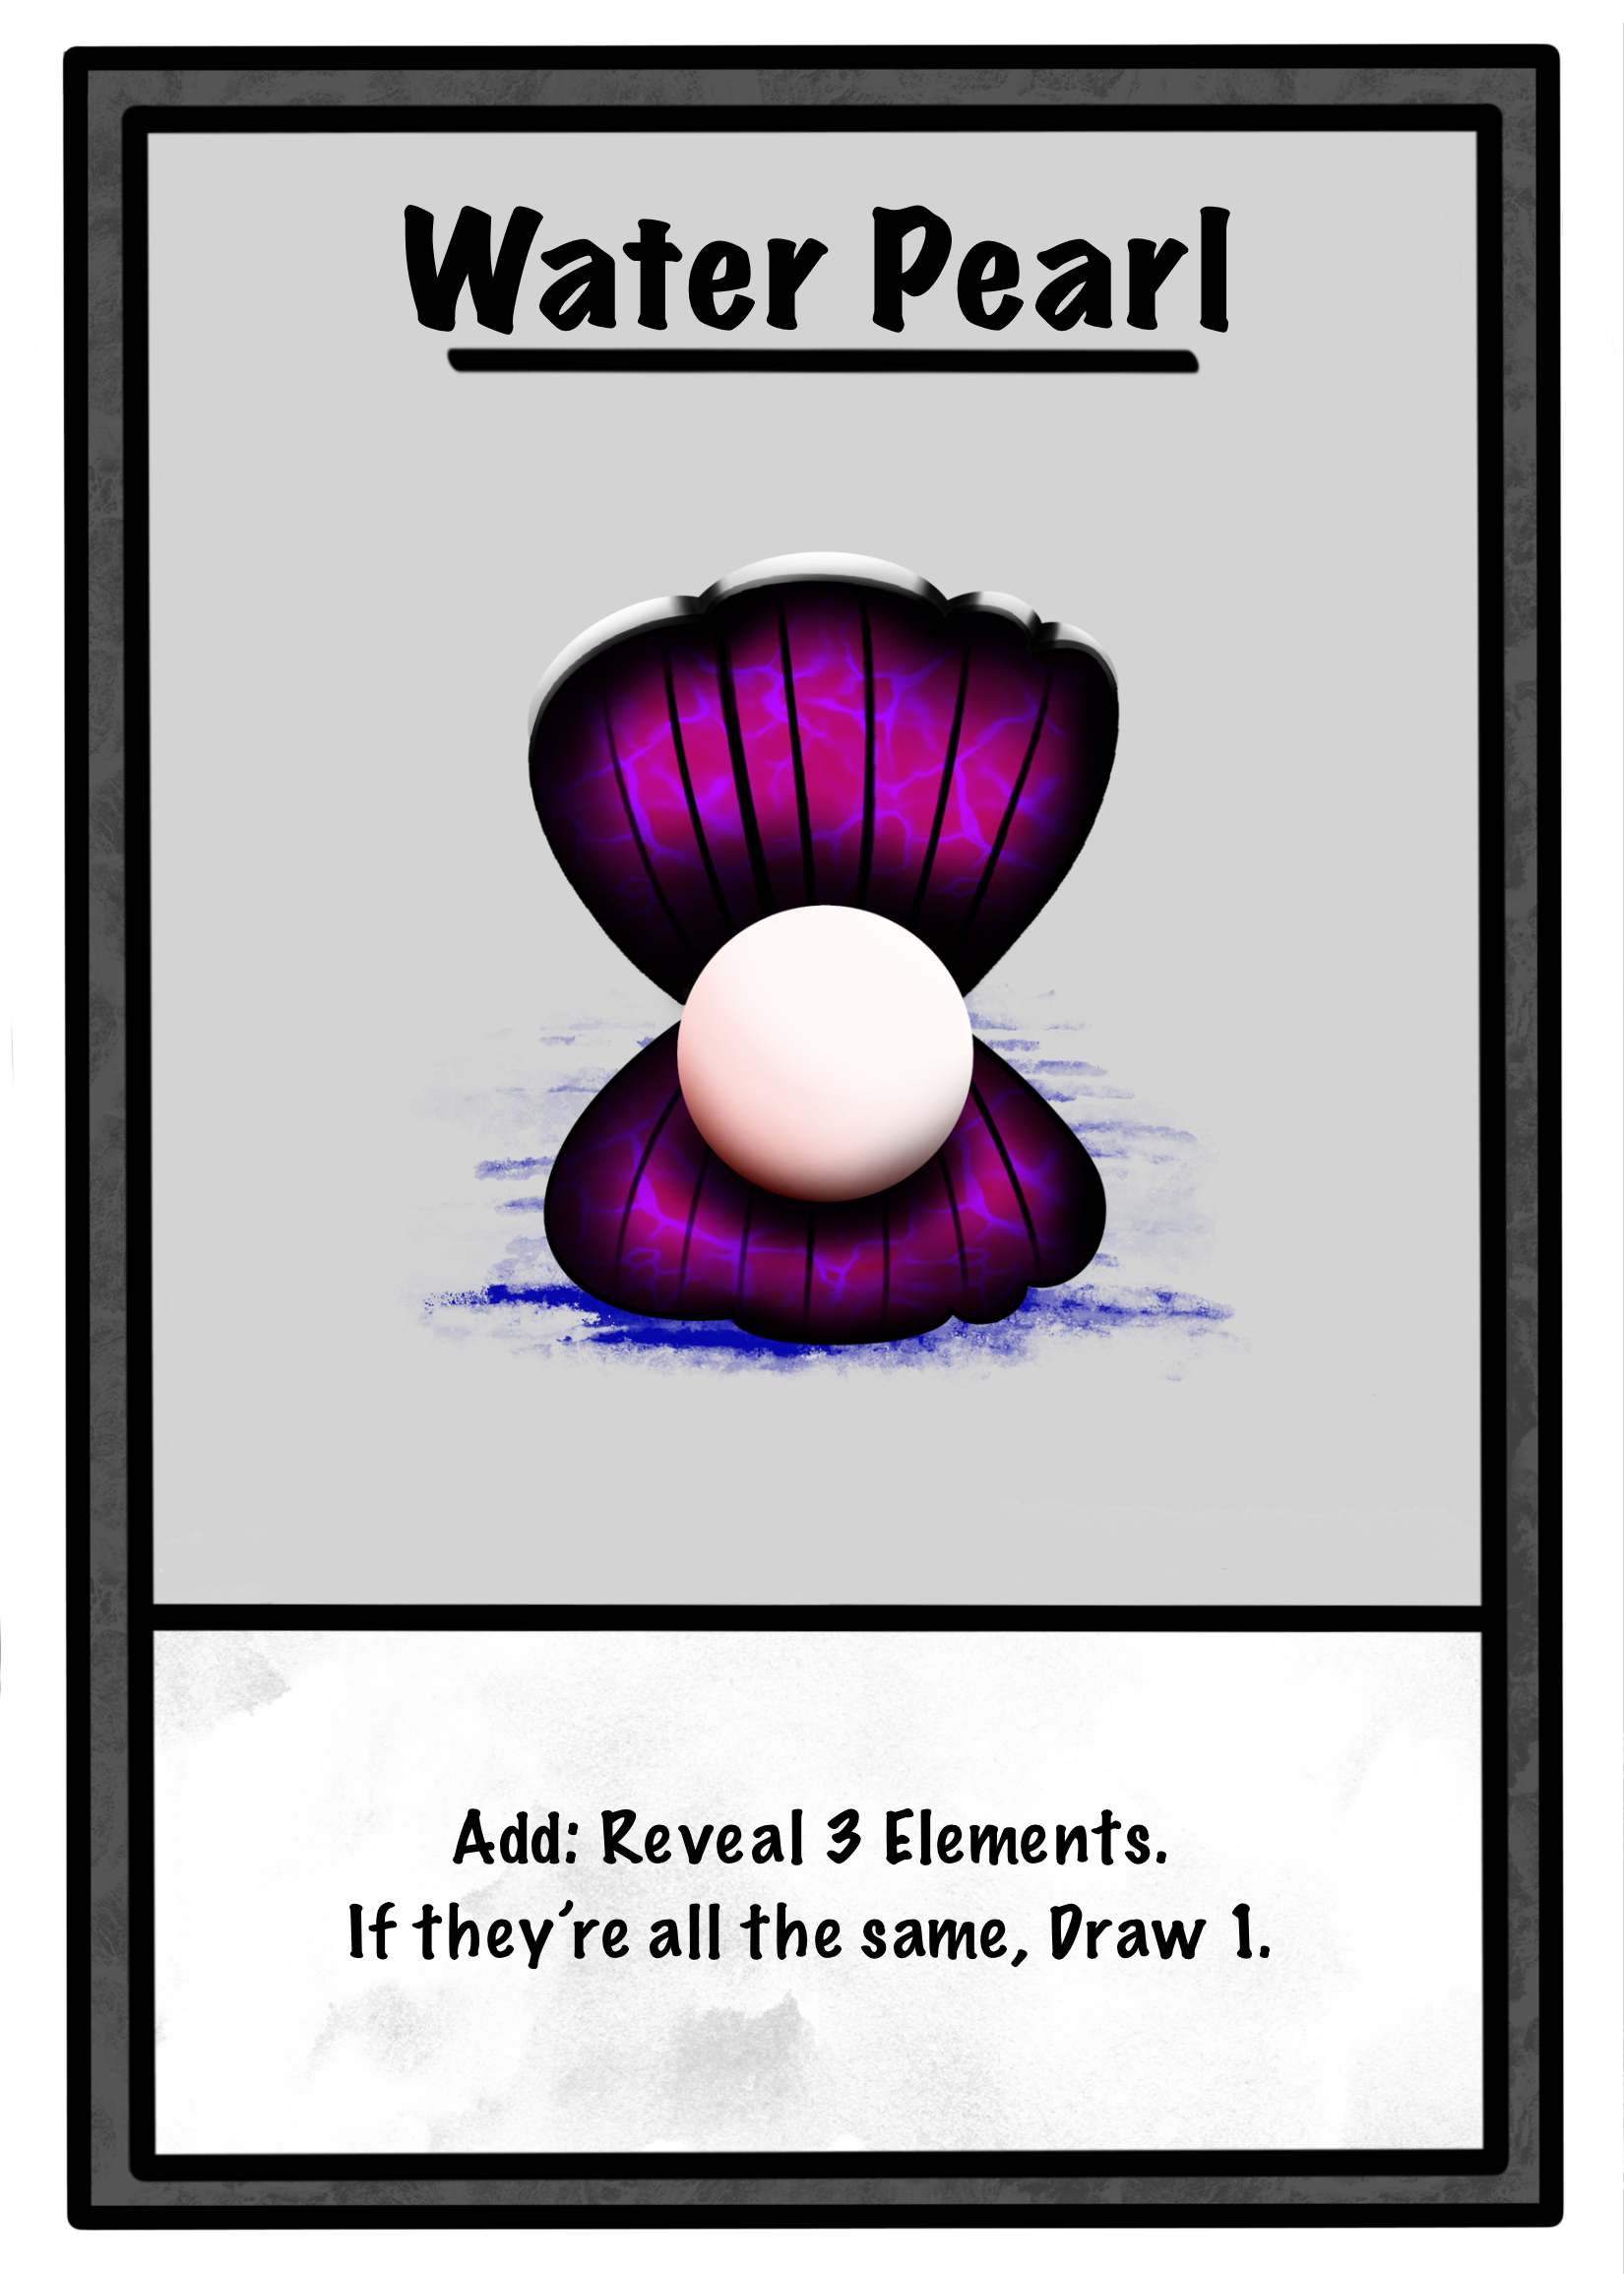 Water Pearl
Add: Reveal 3 Elements.
If they're all the same, Draw 1.